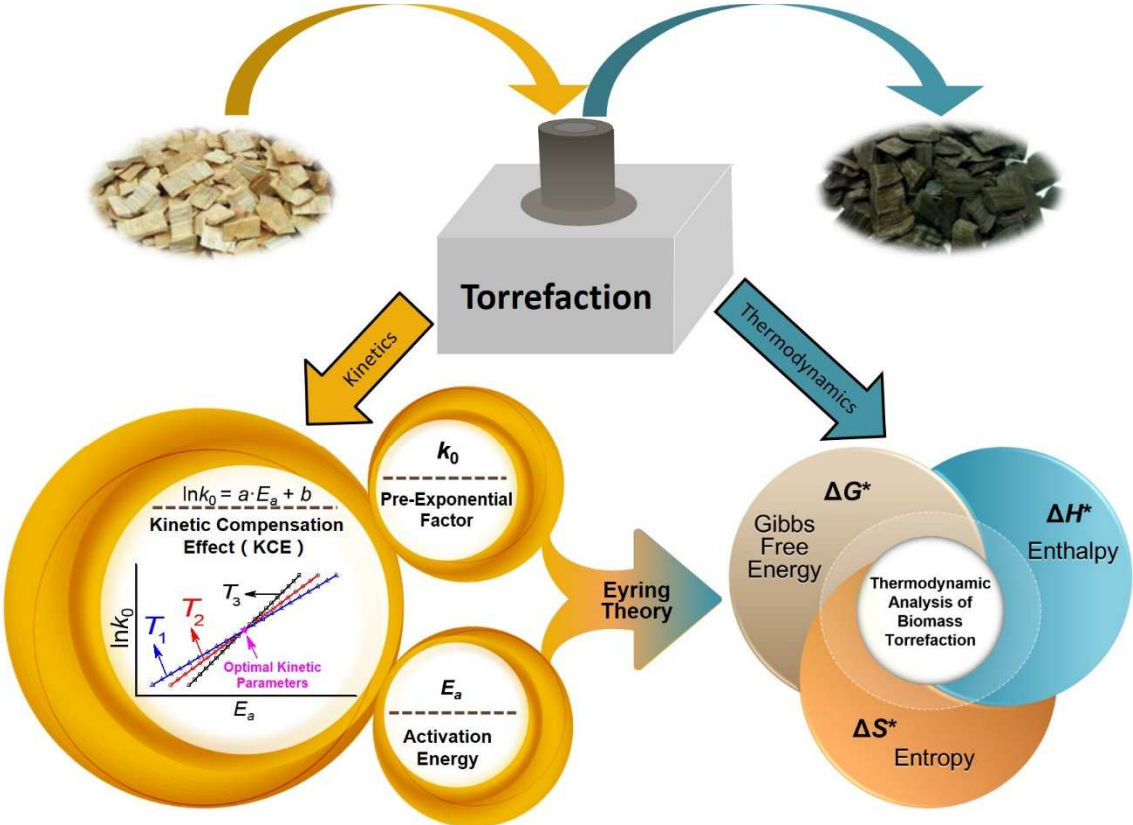 Torrefaction
Kinetics
Thermodynamics
lnk₀ = a·Eₐ + b
Kinetic Compensation
Effect ( KCE )
lnk₀
T₁
T₂
T₃
Optimal Kinetic
Parameters
Eₐ
k₀
Pre-Exponential
Factor
Eₐ
Activation
Energy
Eyring
Theory
ΔG*
Gibbs
Free
Energy
ΔH*
Enthalpy
Thermodynamic
Analysis of
Biomass
Torrefaction
ΔS*
Entropy